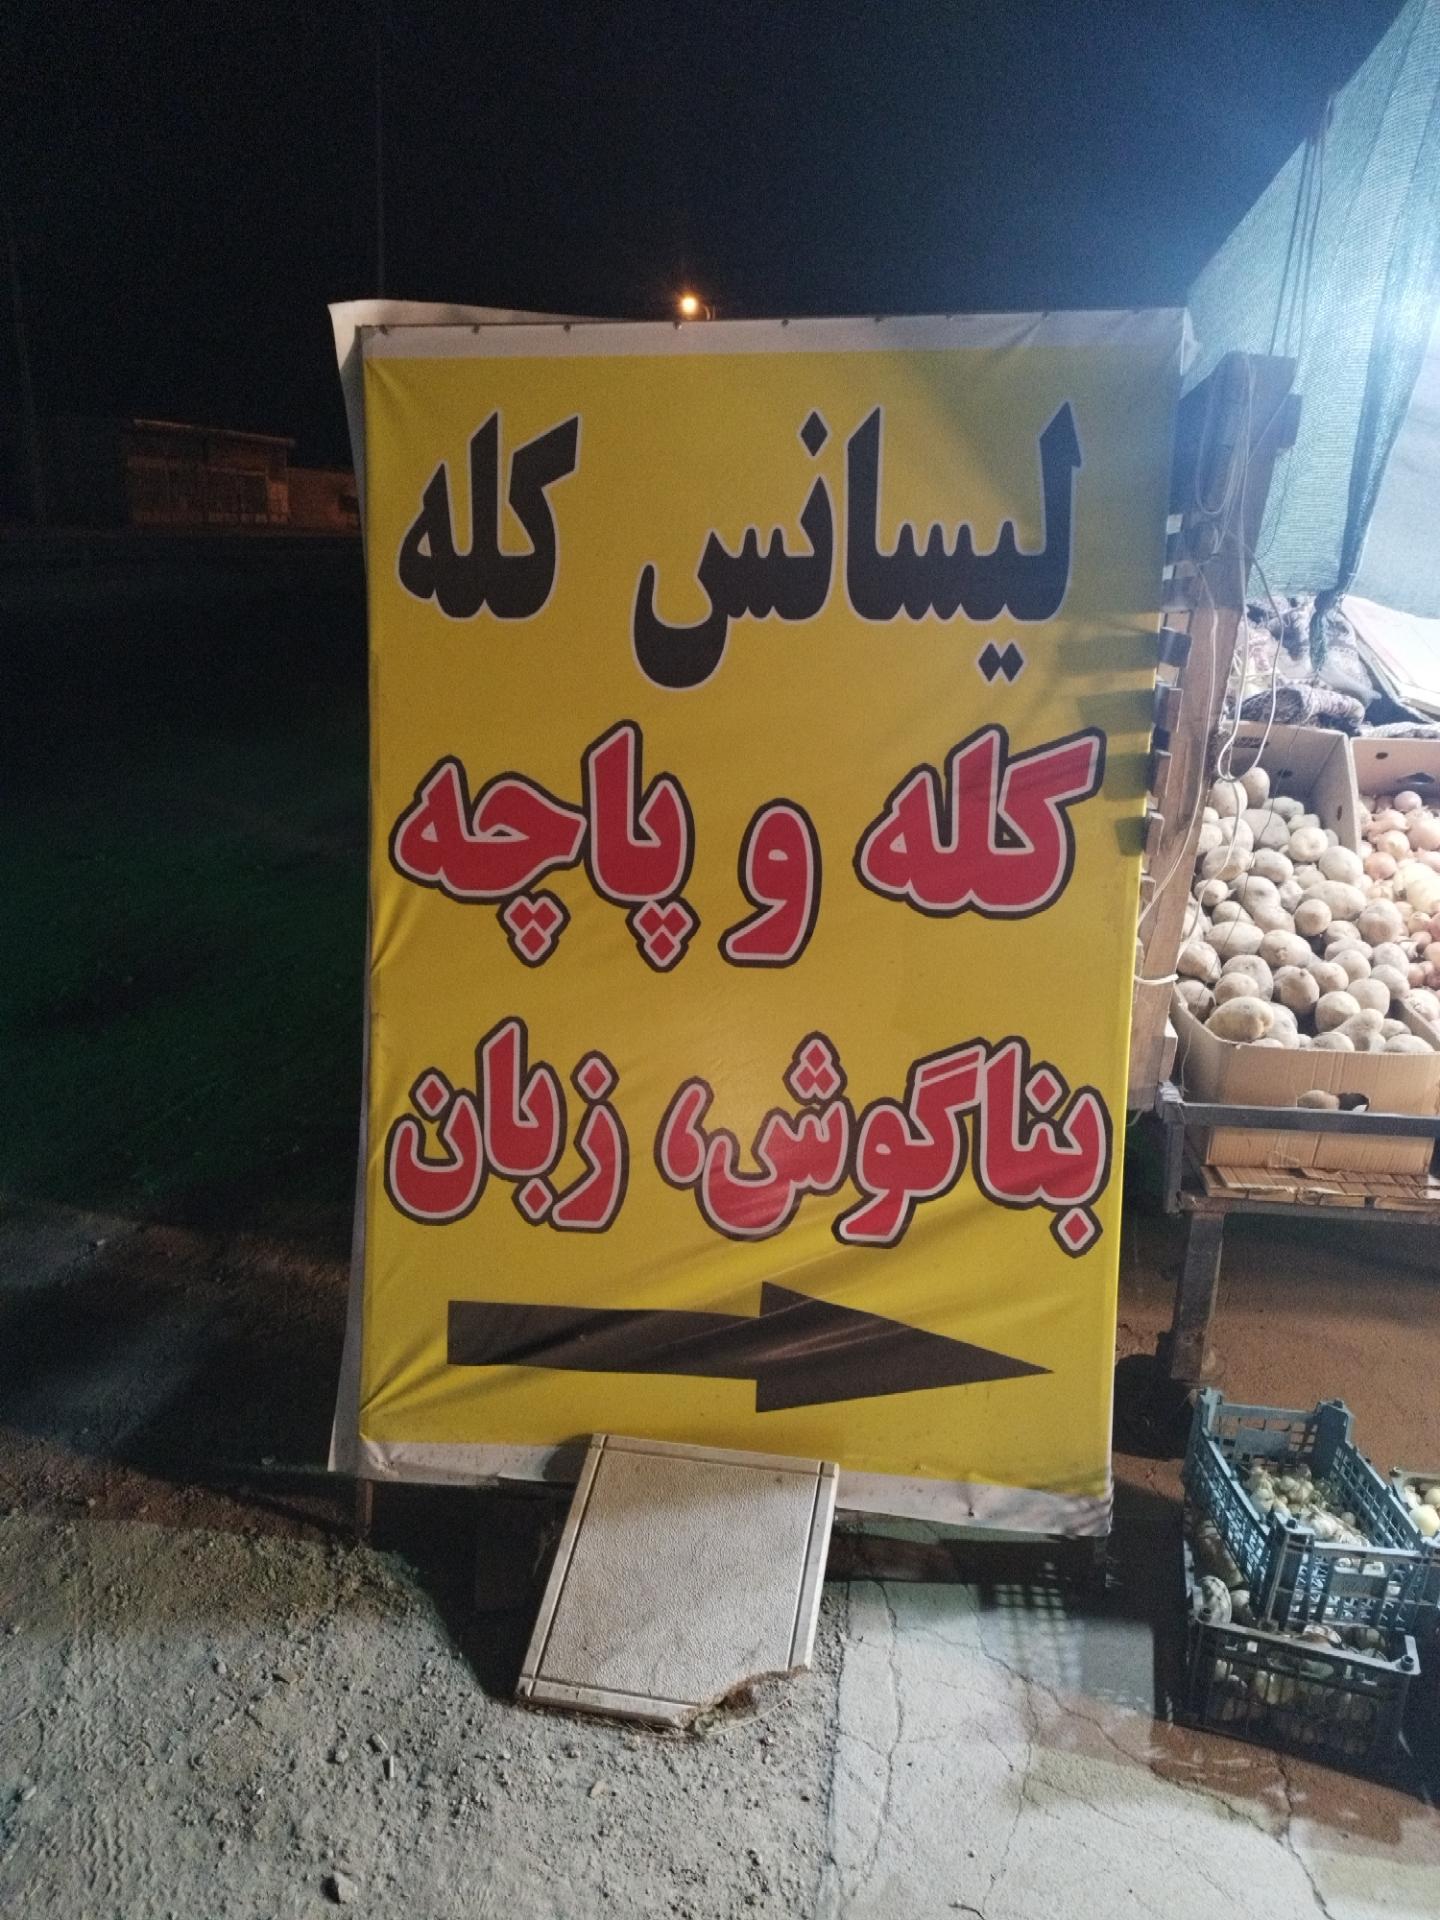 لیسانس کله
کله و پاچه
بناگوش، زبان